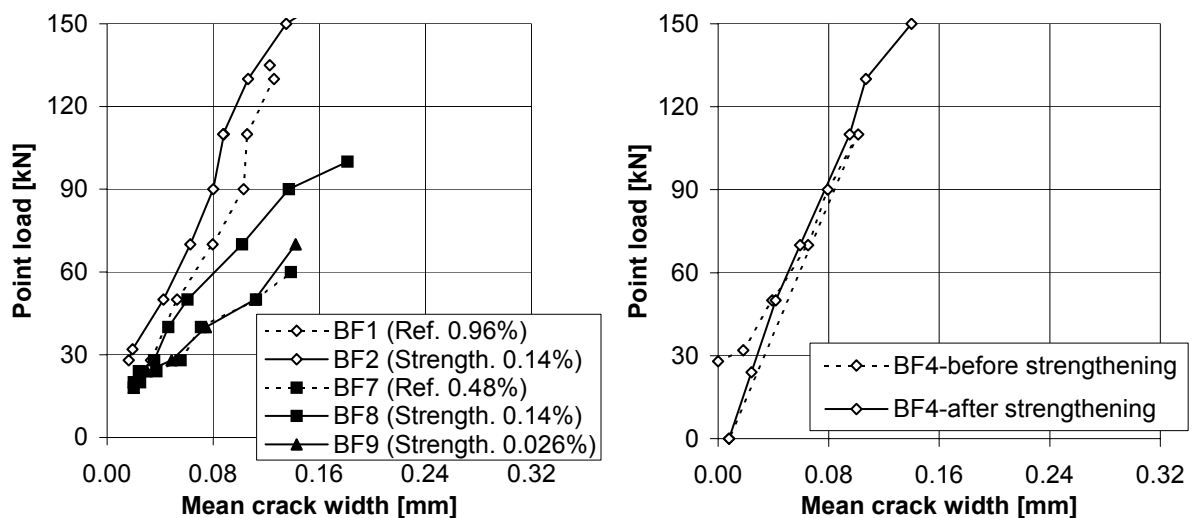 150
120
90
60
30
0
Point load [kN]
0.00 0.08 0.16 0.24 0.32
Mean crack width [mm]
BF1 (Ref. 0.96%)
BF2 (Strength. 0.14%)
BF7 (Ref. 0.48%)
BF8 (Strength. 0.14%)
BF9 (Strength. 0.026%)
150
120
90
60
30
0
Point load [kN]
0.00 0.08 0.16 0.24 0.32
Mean crack width [mm]
BF4-before strengthening
BF4-after strengthening